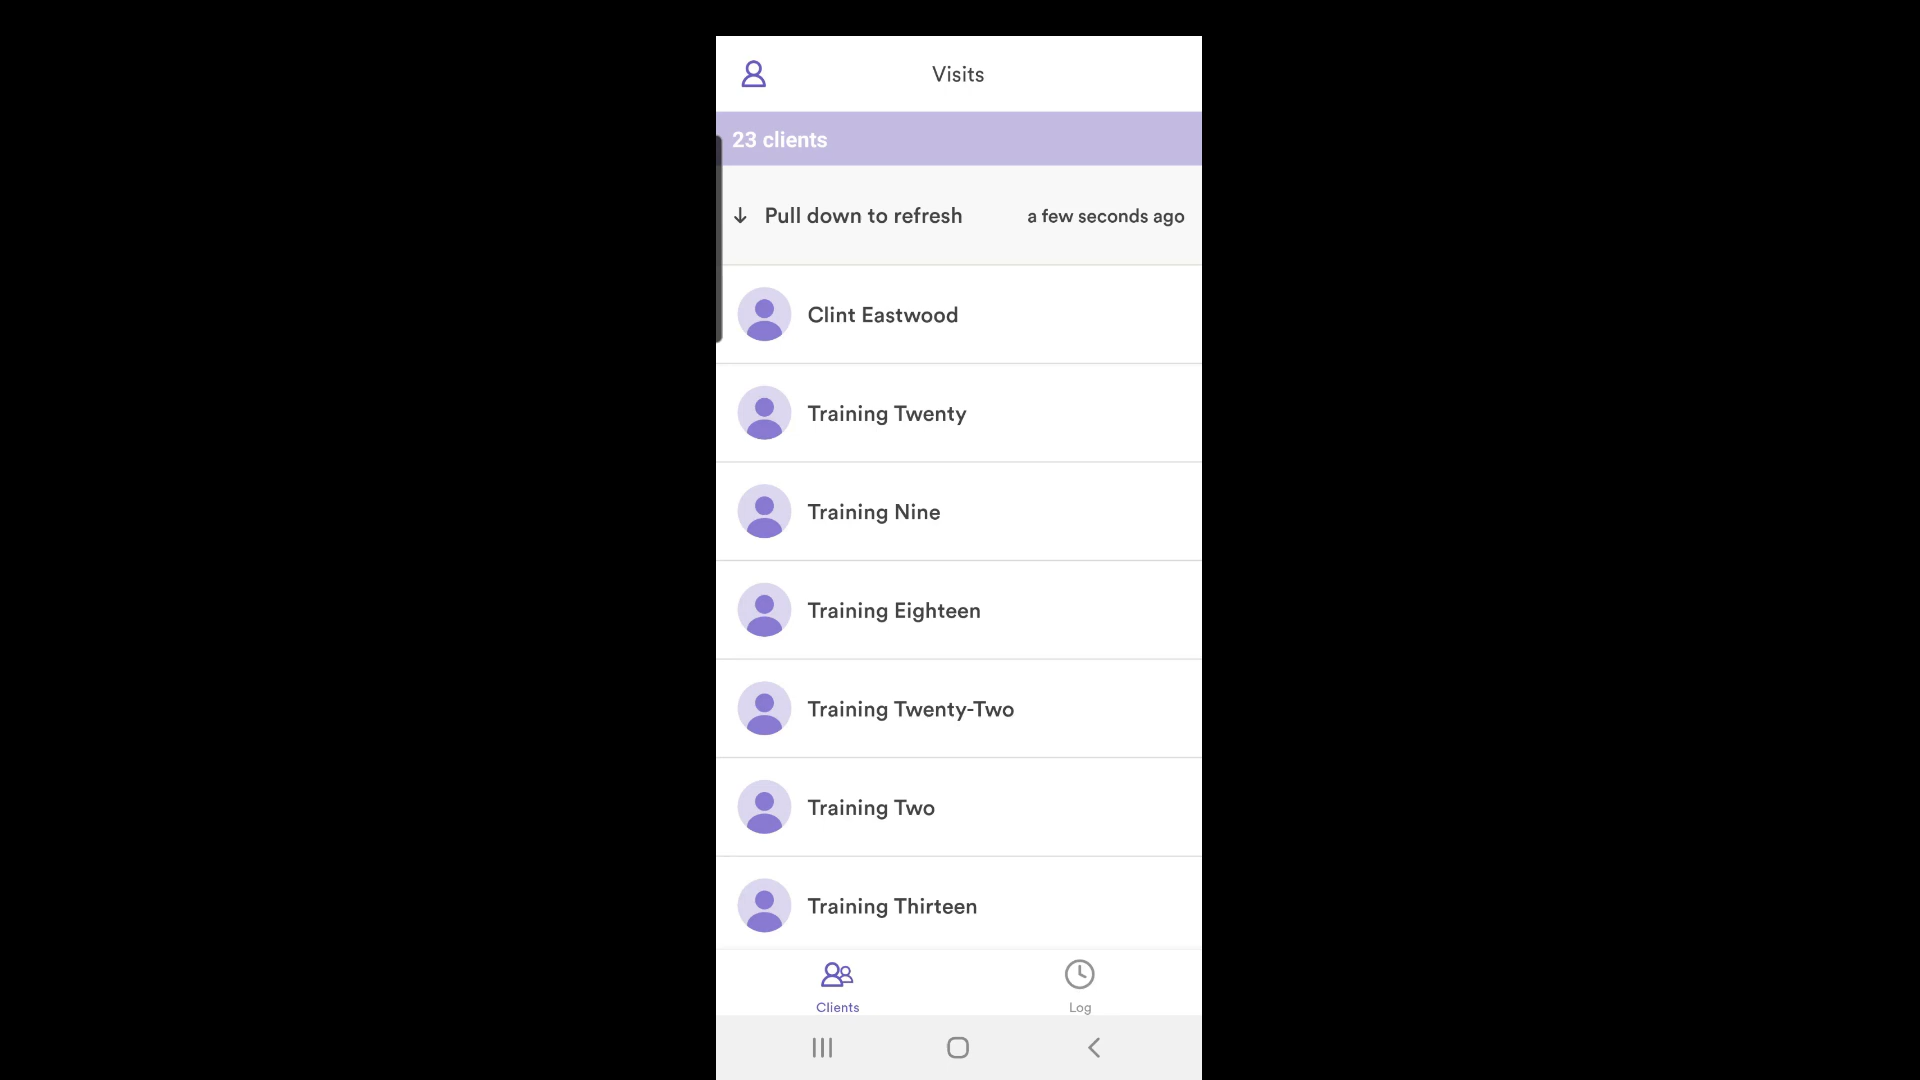 Visits
23 clients
Pull down to refresh a few seconds ago
Clint Eastwood
Training Twenty
Training Nine
Training Eighteen
Training Twenty-Two
Training Two
Training Thirteen
Clients Log